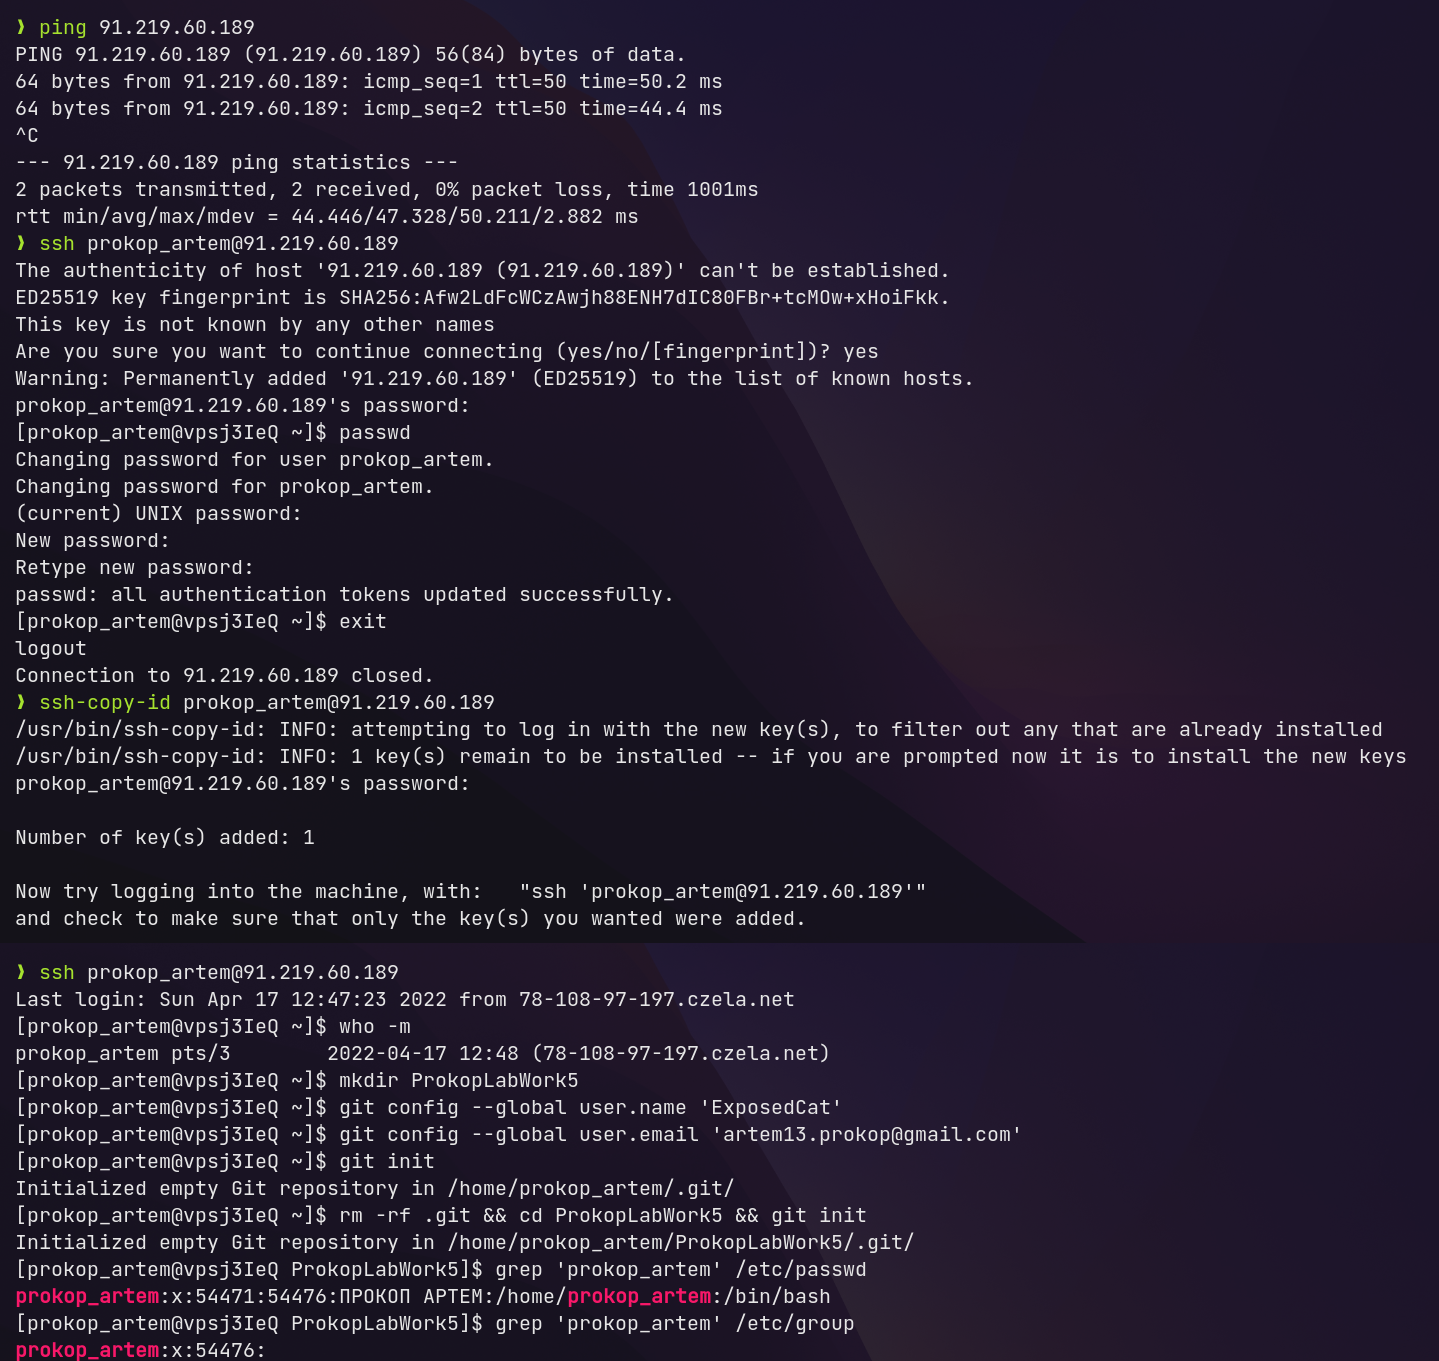 ❱ ping 91.219.60.189
PING 91.219.60.189 (91.219.60.189) 56(84) bytes of data.
64 bytes from 91.219.60.189: icmp_seq=1 ttl=50 time=50.2 ms
64 bytes from 91.219.60.189: icmp_seq=2 ttl=50 time=44.4 ms
^C
--- 91.219.60.189 ping statistics ---
2 packets transmitted, 2 received, 0% packet loss, time 1001ms
rtt min/avg/max/mdev = 44.446/47.328/50.211/2.882 ms
❱ ssh prokop_artem@91.219.60.189
The authenticity of host '91.219.60.189 (91.219.60.189)' can't be established.
ED25519 key fingerprint is SHA256:Afw2LdFcWCzAwjh88ENH7dIC80FBr+tcMOw+xHoiFkk.
This key is not known by any other names
Are you sure you want to continue connecting (yes/no/[fingerprint])? yes
Warning: Permanently added '91.219.60.189' (ED25519) to the list of known hosts.
prokop_artem@91.219.60.189's password:
[prokop_artem@vpsj3IeQ ~]$ passwd
Changing password for user prokop_artem.
Changing password for prokop_artem.
(current) UNIX password:
New password:
Retype new password:
passwd: all authentication tokens updated successfully.
[prokop_artem@vpsj3IeQ ~]$ exit
logout
Connection to 91.219.60.189 closed.
❱ ssh-copy-id prokop_artem@91.219.60.189
/usr/bin/ssh-copy-id: INFO: attempting to log in with the new key(s), to filter out any that are already installed
/usr/bin/ssh-copy-id: INFO: 1 key(s) remain to be installed -- if you are prompted now it is to install the new keys
prokop_artem@91.219.60.189's password:

Number of key(s) added: 1

Now try logging into the machine, with:   "ssh 'prokop_artem@91.219.60.189'"
and check to make sure that only the key(s) you wanted were added.

❱ ssh prokop_artem@91.219.60.189
Last login: Sun Apr 17 12:47:23 2022 from 78-108-97-197.czela.net
[prokop_artem@vpsj3IeQ ~]$ who -m
prokop_artem pts/3        2022-04-17 12:48 (78-108-97-197.czela.net)
[prokop_artem@vpsj3IeQ ~]$ mkdir ProkopLabWork5
[prokop_artem@vpsj3IeQ ~]$ git config --global user.name 'ExposedCat'
[prokop_artem@vpsj3IeQ ~]$ git config --global user.email 'artem13.prokop@gmail.com'
[prokop_artem@vpsj3IeQ ~]$ git init
Initialized empty Git repository in /home/prokop_artem/.git/
[prokop_artem@vpsj3IeQ ~]$ rm -rf .git && cd ProkopLabWork5 && git init
Initialized empty Git repository in /home/prokop_artem/ProkopLabWork5/.git/
[prokop_artem@vpsj3IeQ ProkopLabWork5]$ grep 'prokop_artem' /etc/passwd
prokop_artem:x:54471:54476:ПРОКОП АРТЕМ:/home/prokop_artem:/bin/bash
[prokop_artem@vpsj3IeQ ProkopLabWork5]$ grep 'prokop_artem' /etc/group
prokop_artem:x:54476: